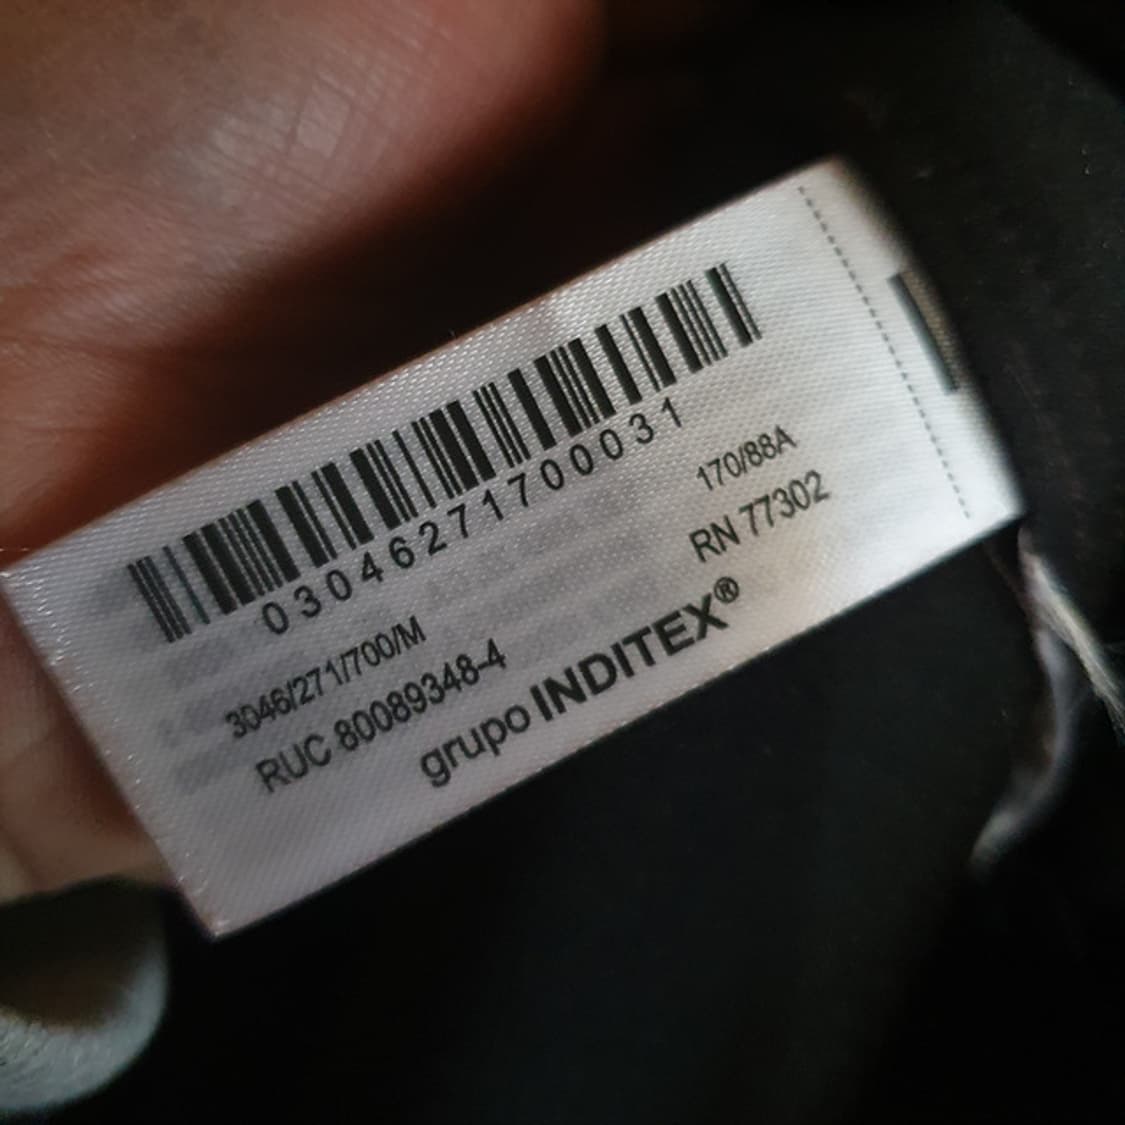 03046271700031
3046/271/700/M
170/88A
RUC 80089348-4
RN 77302
grupo INDITEX®